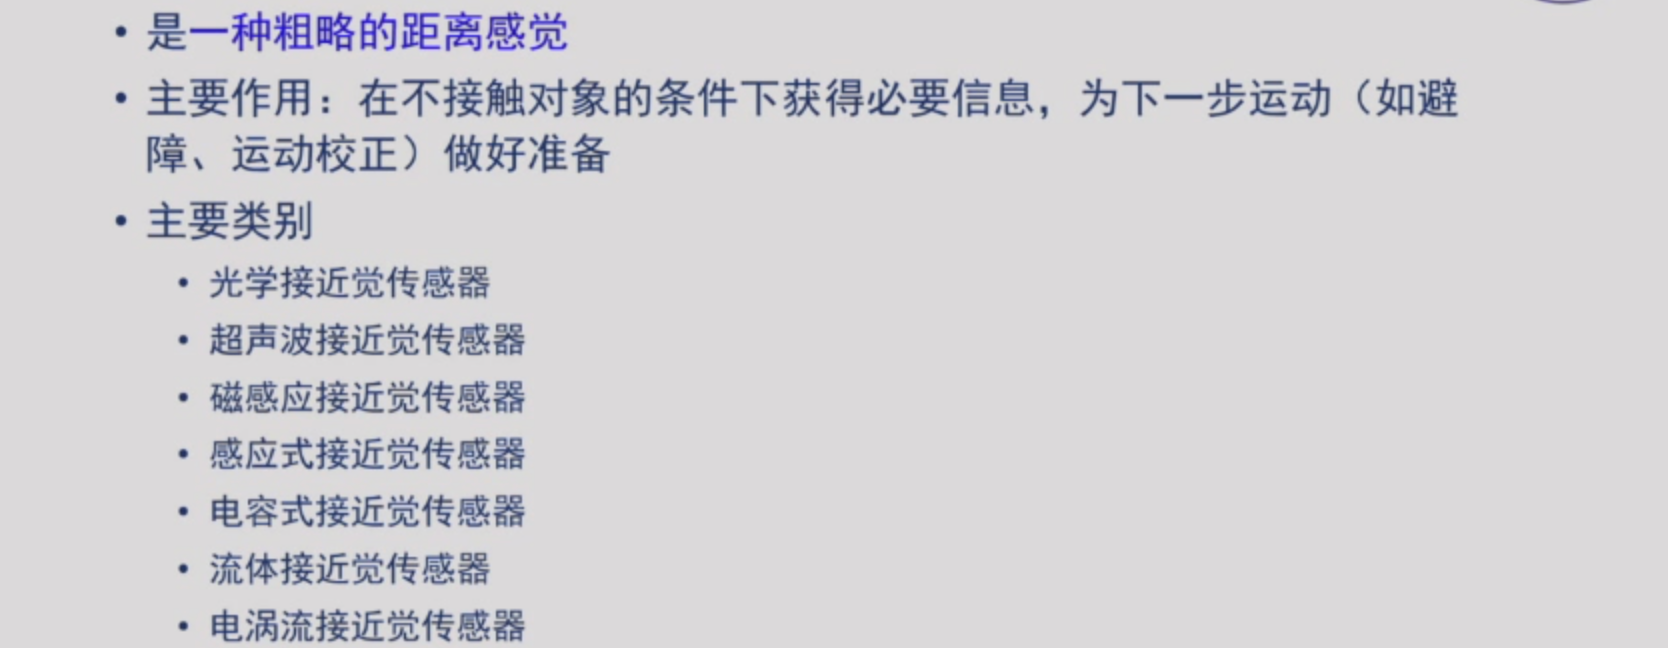 • 是一种粗略的距离感觉
• 主要作用：在不接触对象的条件下获得必要信息，为下一步运动（如避
障、运动校正）做好准备
• 主要类别
• 光学接近觉传感器
• 超声波接近觉传感器
• 磁感应接近觉传感器
• 感应式接近觉传感器
• 电容式接近觉传感器
• 流体接近觉传感器
• 电涡流接近觉传感器